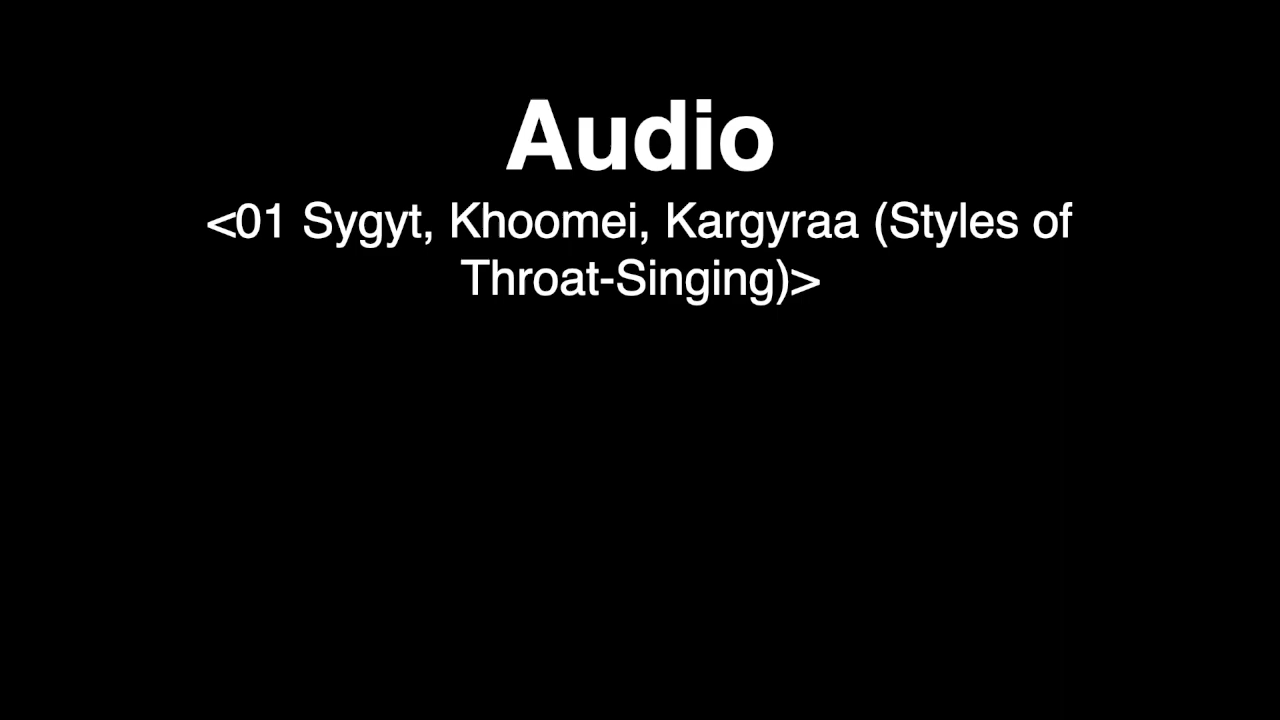 Audio
<01 Sygyt, Khoomei, Kargyraa (Styles of
Throat-Singing)>